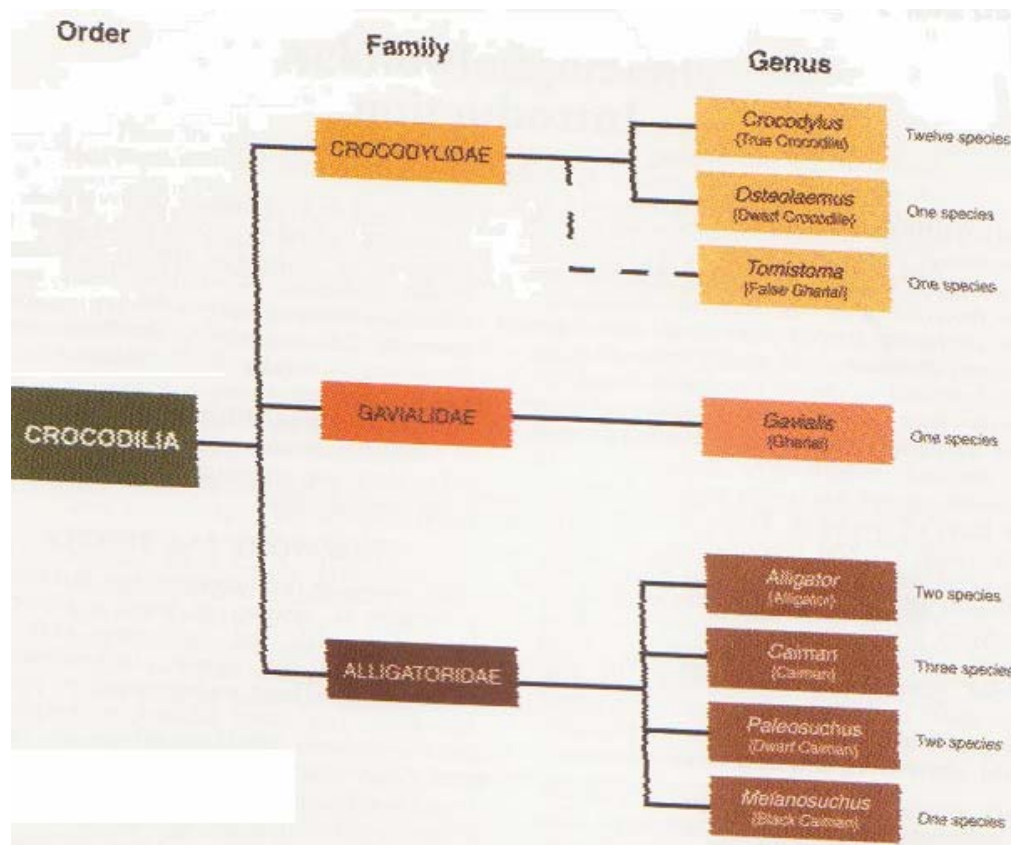 Order
Family
Genus
CROCODILIA
CROCODYLIDAE
Crocodylus
{True Crocodile}
Twelve species
Osteolaemus
{Dwarf Crocodile}
One species
Tomistoma
{False Gharial}
One species
GAVIALIDAE
Gavialis
{Gharial}
One species
ALLIGATORIDAE
Alligator
{Alligator}
Two species
Caiman
{Caiman}
Three species
Paleosuchus
{Dwarf Caiman}
Two species
Melanosuchus
{Black Caiman}
One species